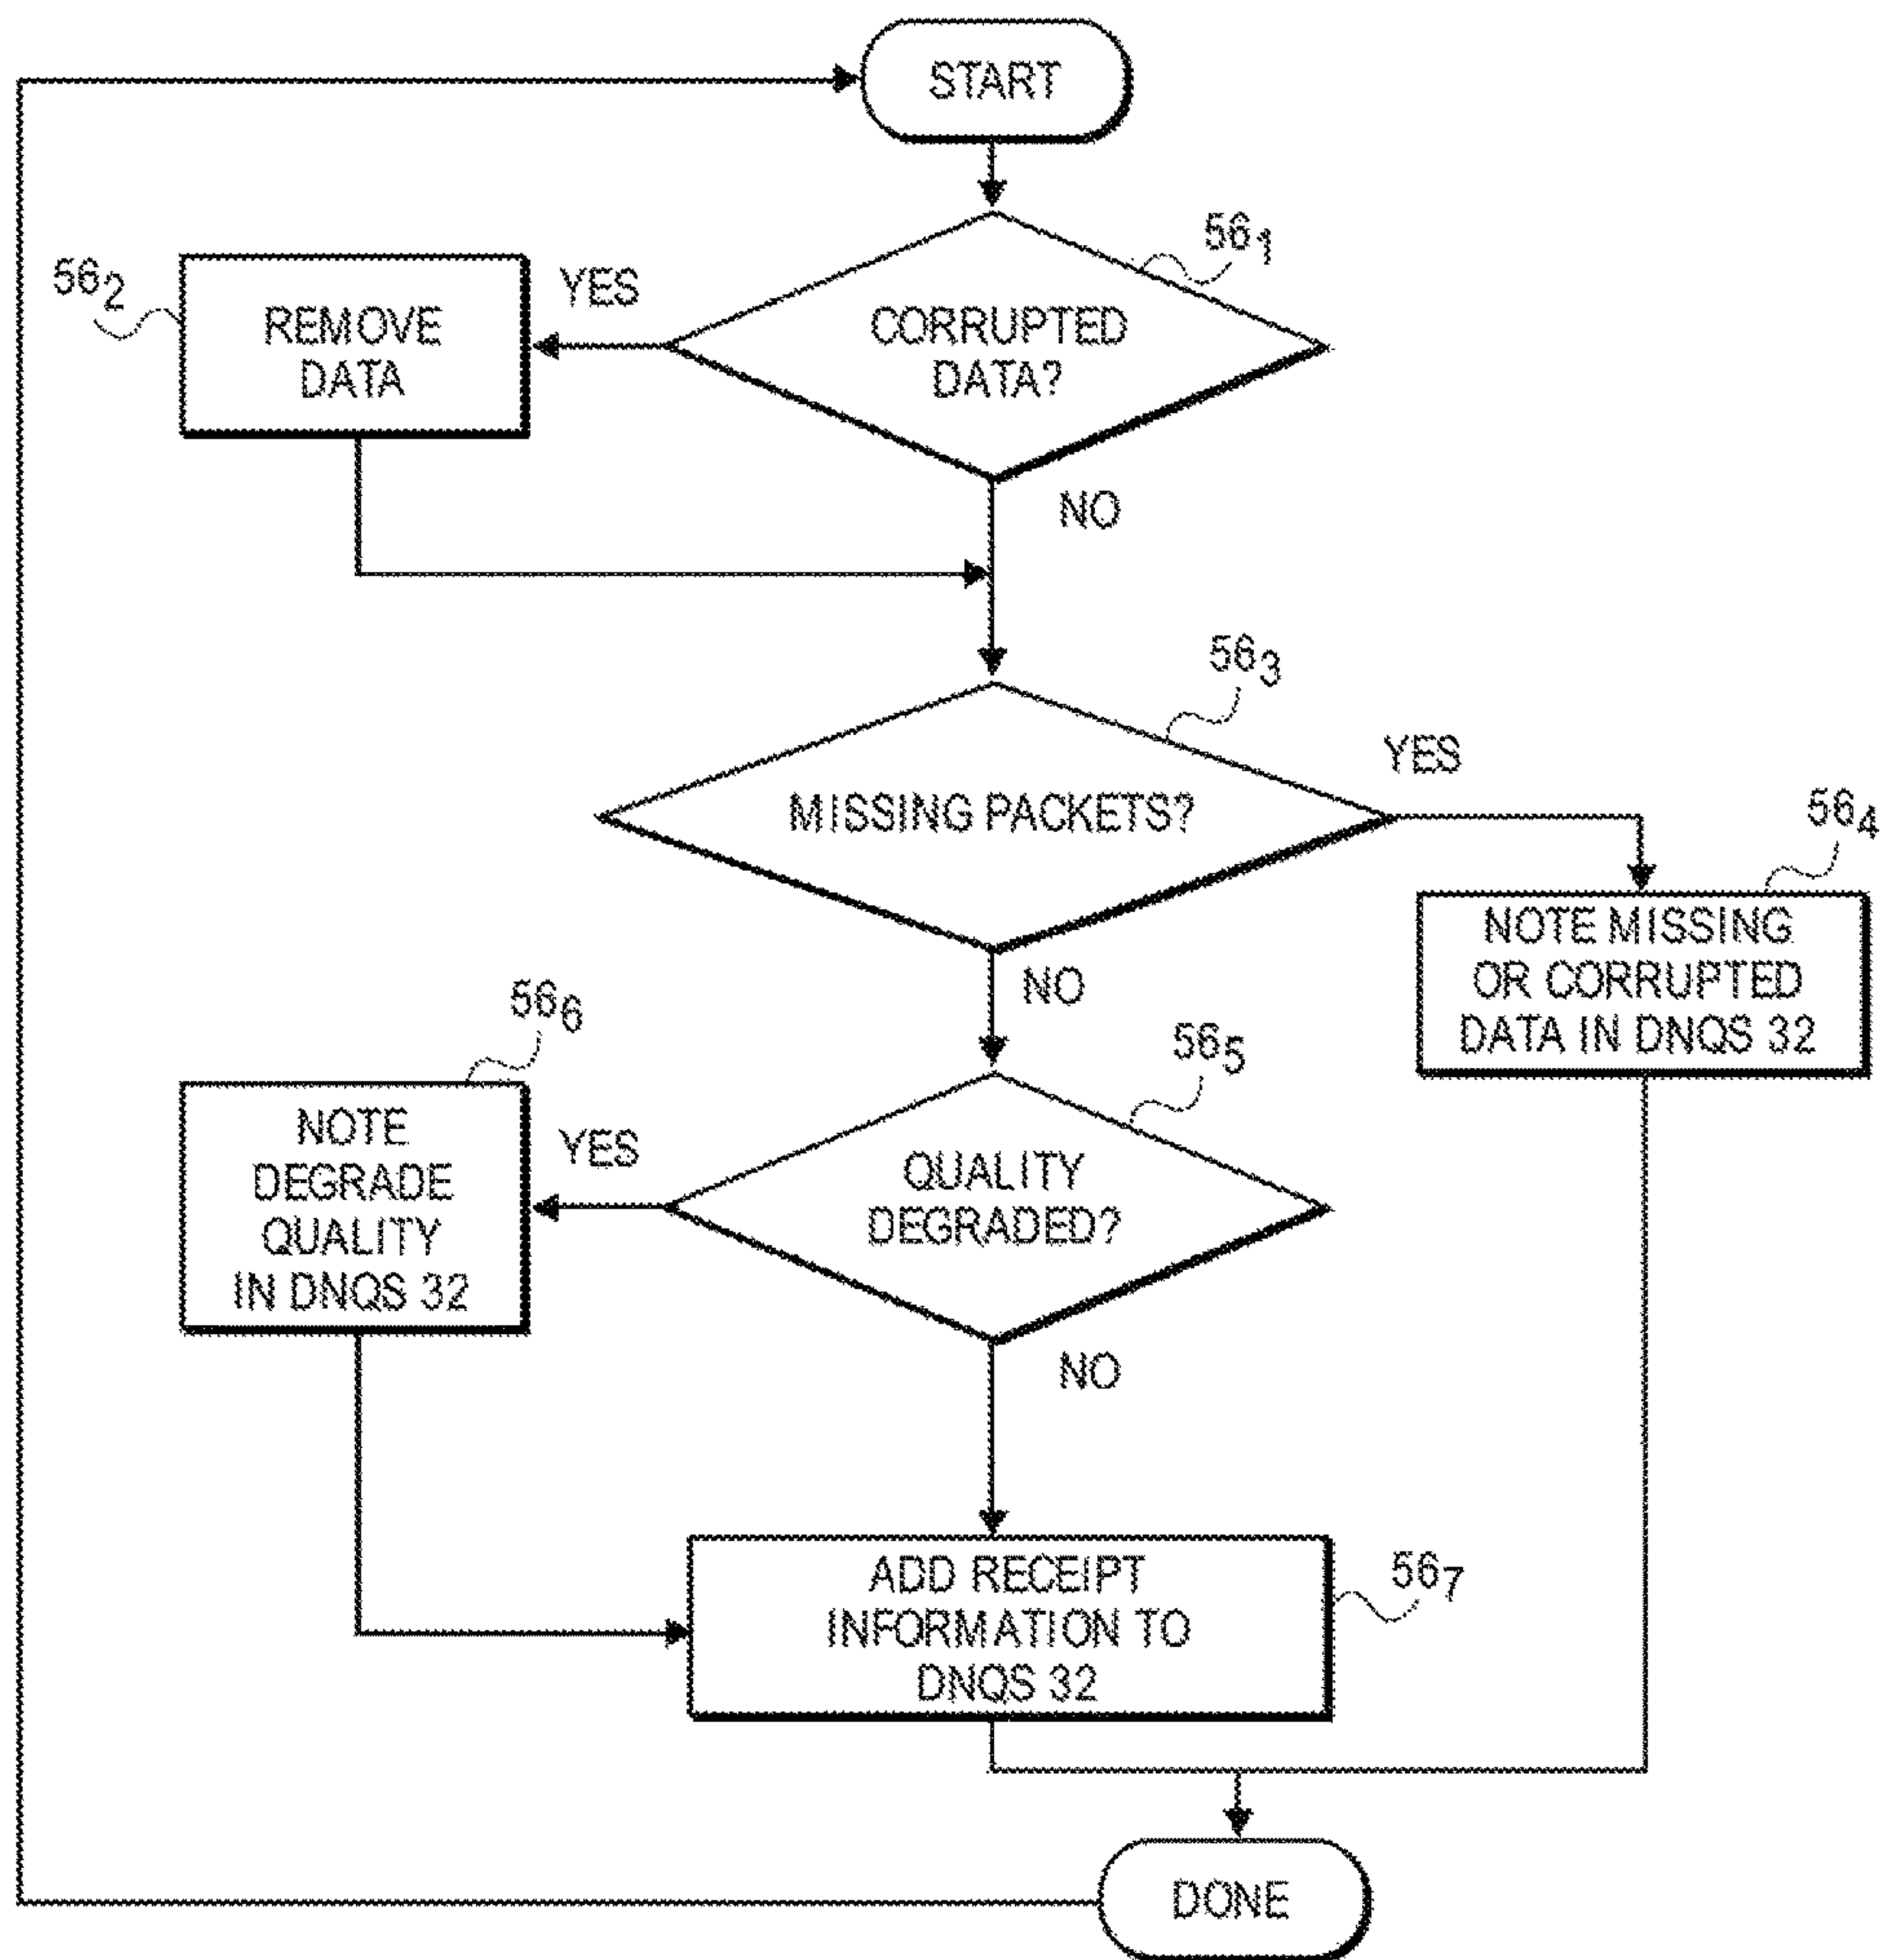 START
56₁
CORRUPTED
DATA?
YES
56₂
REMOVE
DATA
NO
56₃
MISSING PACKETS?
YES
56₄
NOTE MISSING
OR CORRUPTED
DATA IN DNQS 32
NO
56₅
QUALITY
DEGRADED?
YES
56₆
NOTE
DEGRADE
QUALITY
IN DNQS 32
NO
ADD RECEIPT
INFORMATION TO
DNQS 32
56₇
DONE